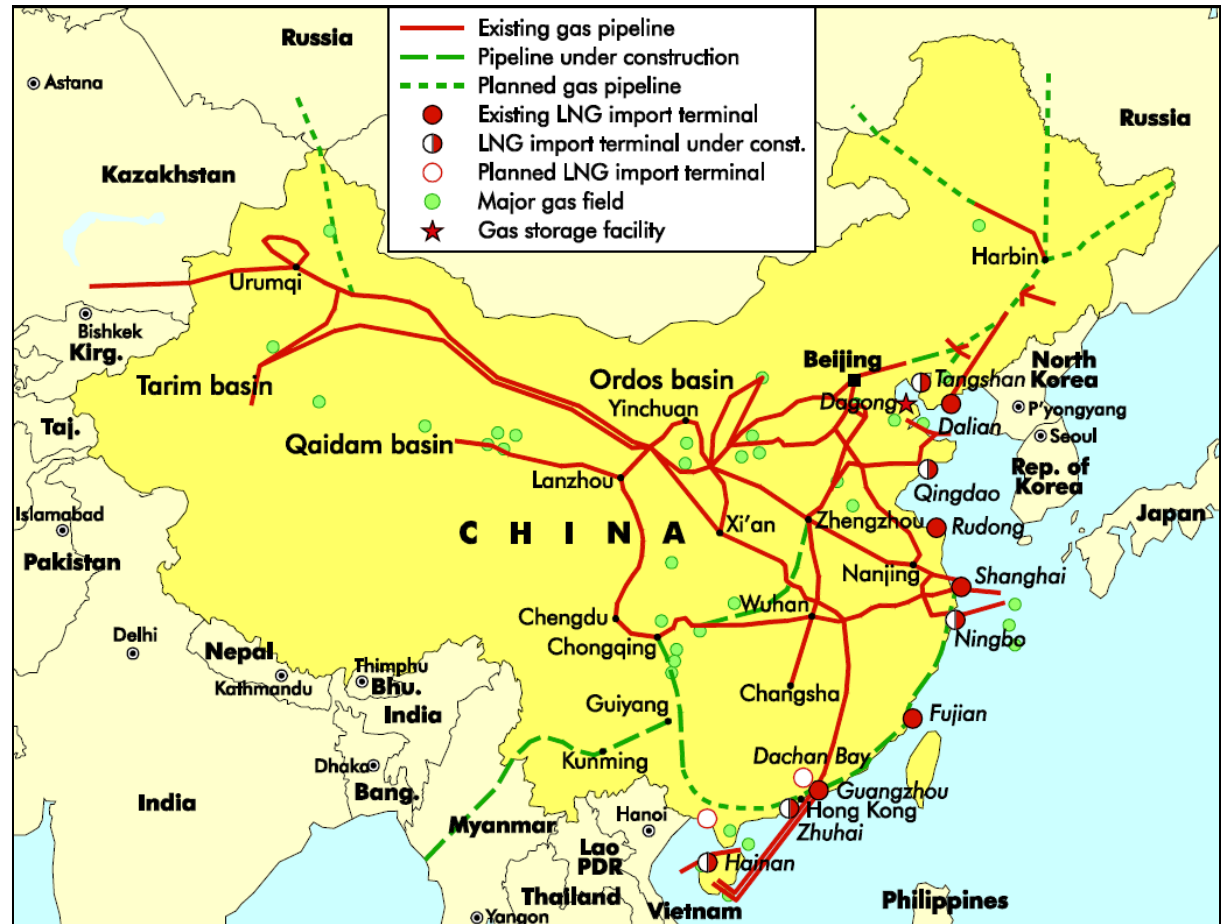 Existing gas pipeline
Pipeline under construction
Planned gas pipeline
Existing LNG import terminal
LNG import terminal under const.
Planned LNG import terminal
Major gas field
Gas storage facility
Russia
Astana
Russia
Kazakhstan
Harbin
Urumqi
Bishkek
Kirg.
Beijing
North
Korea
Tarim basin
Ordos basin
Tangshan
Yinchuan
Dagong
P'yongyang
Dalian
Taj.
Qaidam basin
Seoul
Lanzhou
Rep. of
Korea
Qingdao
Islamabad
CHINA
Xi'an
Zhengzhou
Rudong
Japan
Pakistan
Nanjing
Shanghai
Chengdu
Wuhan
Delhi
Chongqing
Ningbo
Nepal
Thimphu
Kathmandu
Bhu.
Changsha
India
Guiyang
Fujian
Dachan Bay
Kunming
Dhaka
Bang.
Guangzhou
India
Hanoi
Hong Kong
Myanmar
Zhuhai
Lao
PDR
Hainan
Thailand
Vietnam
Philippines
Yangon